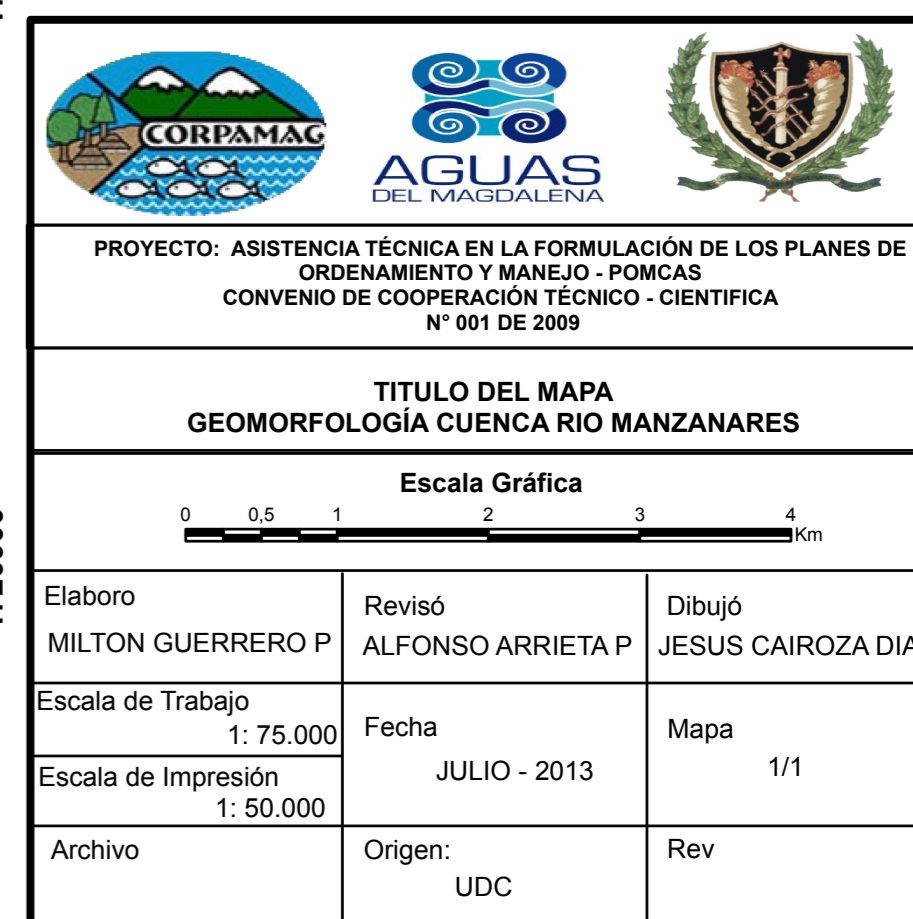 CORPAMAG
AGUAS
DEL MAGDALENA
PROYECTO: ASISTENCIA TÉCNICA EN LA FORMULACIÓN DE LOS PLANES DE
ORDENAMIENTO Y MANEJO - POMCAS
CONVENIO DE COOPERACIÓN TÉCNICO - CIENTIFICA
N° 001 DE 2009
TITULO DEL MAPA
GEOMORFOLOGÍA CUENCA RIO MANZANARES
Escala Gráfica
0 0,5 1 2 3 4
Km
Elaboro
MILTON GUERRERO P
Revisó
ALFONSO ARRIETA P
Dibujó
JESUS CAIROZA
Escala de Trabajo
1: 75.000
Escala de Impresión
1: 50.000
Fecha
JULIO - 2013
Mapa
1/1
Archivo
Origen:
UDC
Rev